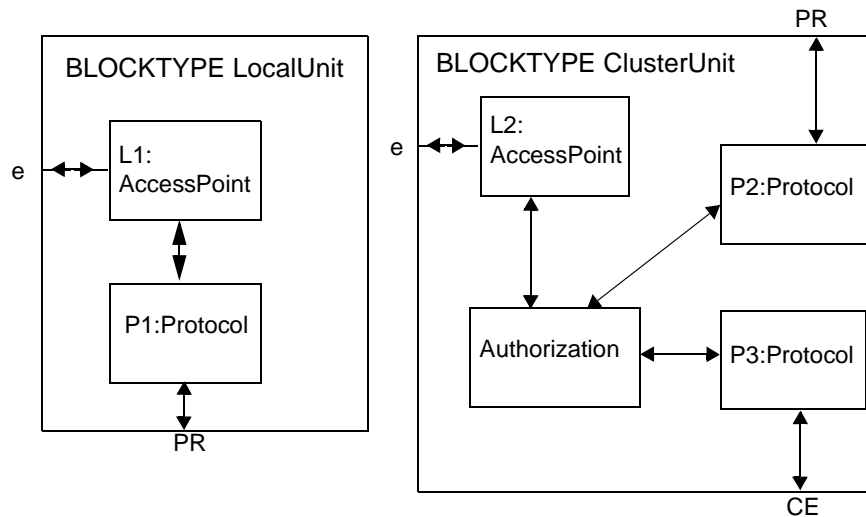 BLOCKTYPE LocalUnit
e
L1:
AccessPoint
P1:Protocol
PR
PR
BLOCKTYPE ClusterUnit
e
L2:
AccessPoint
P2:Protocol
Authorization
P3:Protocol
CE